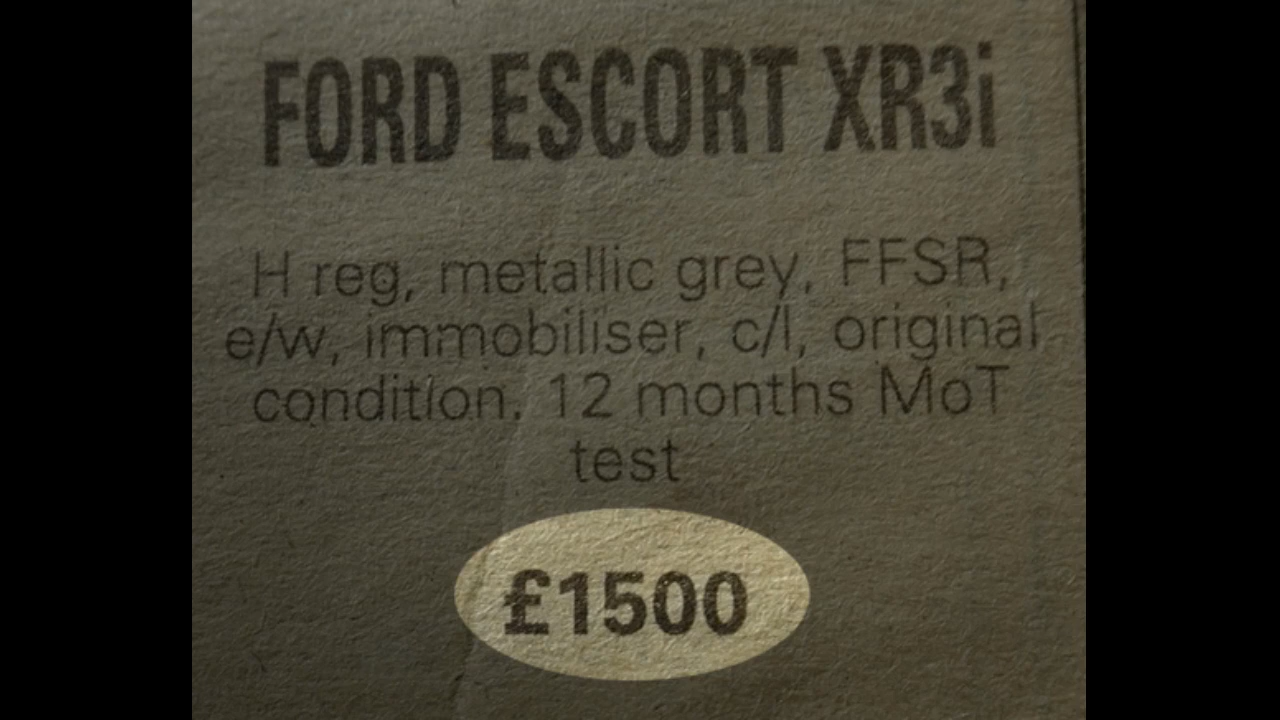 FORD ESCORT XR3i
H reg, metallic grey, FFSR,
e/w, immobiliser, c/l, original
condition. 12 months MoT
test
£1500